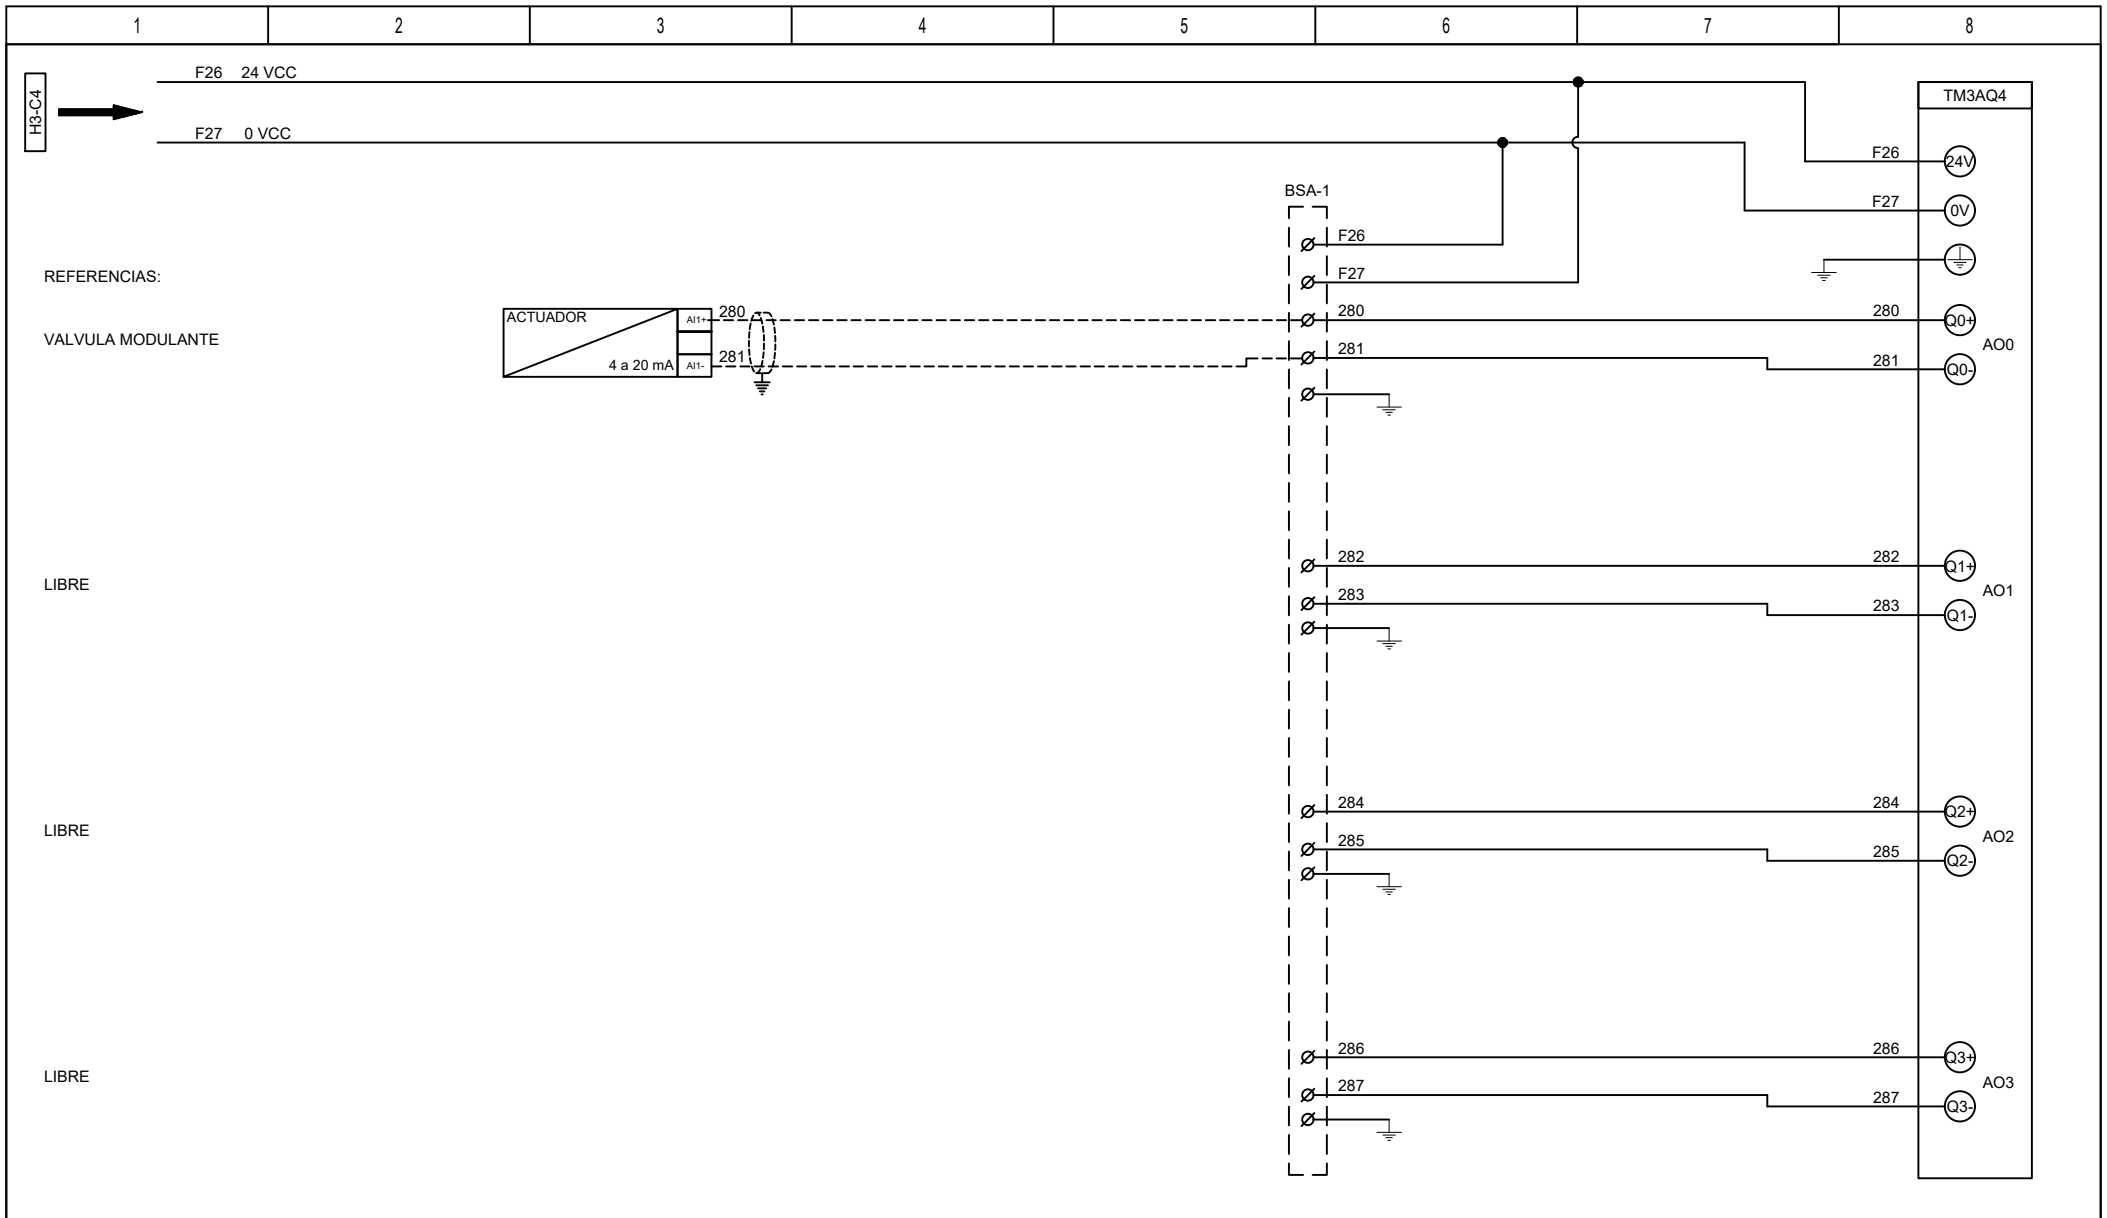 1 2 3 4 5 6 7 8
H3-C4
F26 24 VCC
F27 0 VCC
TM3AQ4
F26 24V
F27 0V
BSA-1
F26
F27
REFERENCIAS:
VALVULA MODULANTE
ACTUADOR
4 a 20 mA
AI1+ 280
AI1- 281
280 280 Q0+
AO0
281 281 Q0-
LIBRE
282 282 Q1+
AO1
283 283 Q1-
LIBRE
284 284 Q2+
AO2
285 285 Q2-
LIBRE
286 286 Q3+
AO3
287 287 Q3-